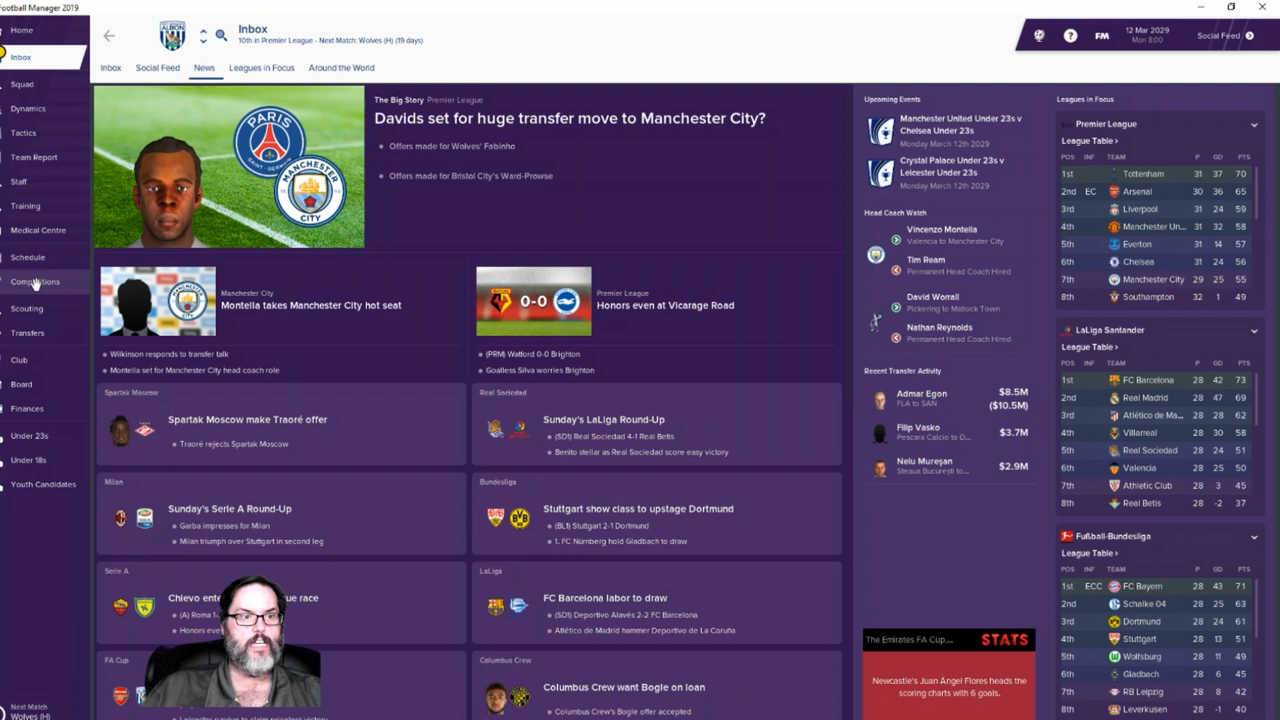 Football Manager 2019
Home
Inbox
Squad
Dynamics
Tactics
Team Report
Staff
Training
Medical Centre
Schedule
Scouting
Transfers
Club
Board
Finances
Under 23s
Under 18s
Youth Candidates
Next Match
Wolves (H)
ALBION
Inbox
10th in Premier League - Next Match: Wolves (H) (19 days)
FM
12 Mar 2029
Mon 8:00
Social Feed
Inbox
Social Feed
News
Leagues in Focus
Around the World
PARIS
SAINT-GERMAIN
MANCHESTER
CITY
The Big Story Premier League
Davids set for huge transfer move to Manchester City?
Offers made for Wolves' Fabinho
Offers made for Bristol City's Ward-Prowse
Manchester City
Montella takes Manchester City hot seat
Wilkinson responds to transfer talk
Montella set for Manchester City head coach role
0-0
Premier League
Honors even at Vicarage Road
(PRM) Watford 0-0 Brighton
Goalless Silva worries Brighton
Spartak Moscow
Spartak Moscow make Traoré offer
Traoré rejects Spartak Moscow
Real Sociedad
Sunday's LaLiga Round-Up
(SD1) Real Sociedad 4-1 Real Betis
Benito stellar as Real Sociedad score easy victory
Milan
Sunday's Serie A Round-Up
Garba impresses for Milan
Milan triumph over Stuttgart in second leg
Bundesliga
Stuttgart show class to upstage Dortmund
(BL1) Stuttgart 2-1 Dortmund
1. FC Nürnberg hold Gladbach to draw
Serie A
Chievo
race
(A) Roma
Honors
LaLiga
FC Barcelona labor to draw
(SD1) Deportivo Alavés 2-2 FC Barcelona
Atlético de Madrid hammer Deportivo de La Coruña
FA Cup
Columbus Crew
Columbus Crew want Bogle on loan
Columbus Crew's Bogle offer accepted
Upcoming Events
Manchester United Under 23s v
Chelsea Under 23s
Monday March 12th 2029
Crystal Palace Under 23s v
Leicester Under 23s
Monday March 12th 2029
Head Coach Watch
Vincenzo Montella
Valencia to Manchester City
Tim Ream
Permanent Head Coach Hired
David Worrall
Pickering to Matlock Town
Nathan Reynolds
Permanent Head Coach Hired
Recent Transfer Activity
Admar Egon
FLA to SAN
$8.5M
($10.5M)
Filip Vasko
Pescara Calcio to D...
$3.7M
Nelu Mureşan
Steaua Bucureşti to...
$2.9M
The Emirates FA Cup... STATS
Newcastle's Juan Angel Flores heads the
scoring charts with 6 goals.
Leagues in Focus
Premier League
League Table
POS INF TEAM P GD PTS
1st Tottenham 31 37 70
2nd EC Arsenal 30 36 65
3rd Liverpool 31 24 59
4th Manchester Un... 31 32 58
5th Everton 31 14 57
6th Chelsea 31 24 56
7th Manchester City 29 25 55
8th Southampton 32 1 49
LaLiga Santander
League Table
POS INF TEAM P GD PTS
1st FC Barcelona 28 42 73
2nd Real Madrid 28 47 69
3rd Atlético de Ma... 28 28 62
4th Villarreal 28 30 58
5th Real Sociedad 28 24 51
6th Valencia 28 25 50
7th Athletic Club 28 3 45
8th Real Betis 28 -2 37
Fußball-Bundesliga
League Table
POS INF TEAM P GD PTS
1st ECC FC Bayern 28 43 71
2nd Schalke 04 28 25 63
3rd Dortmund 28 24 61
4th Stuttgart 28 13 51
5th Wolfsburg 28 11 49
6th Gladbach 28 6 45
7th RB Leipzig 28 8 42
8th Leverkusen 28 -1 40